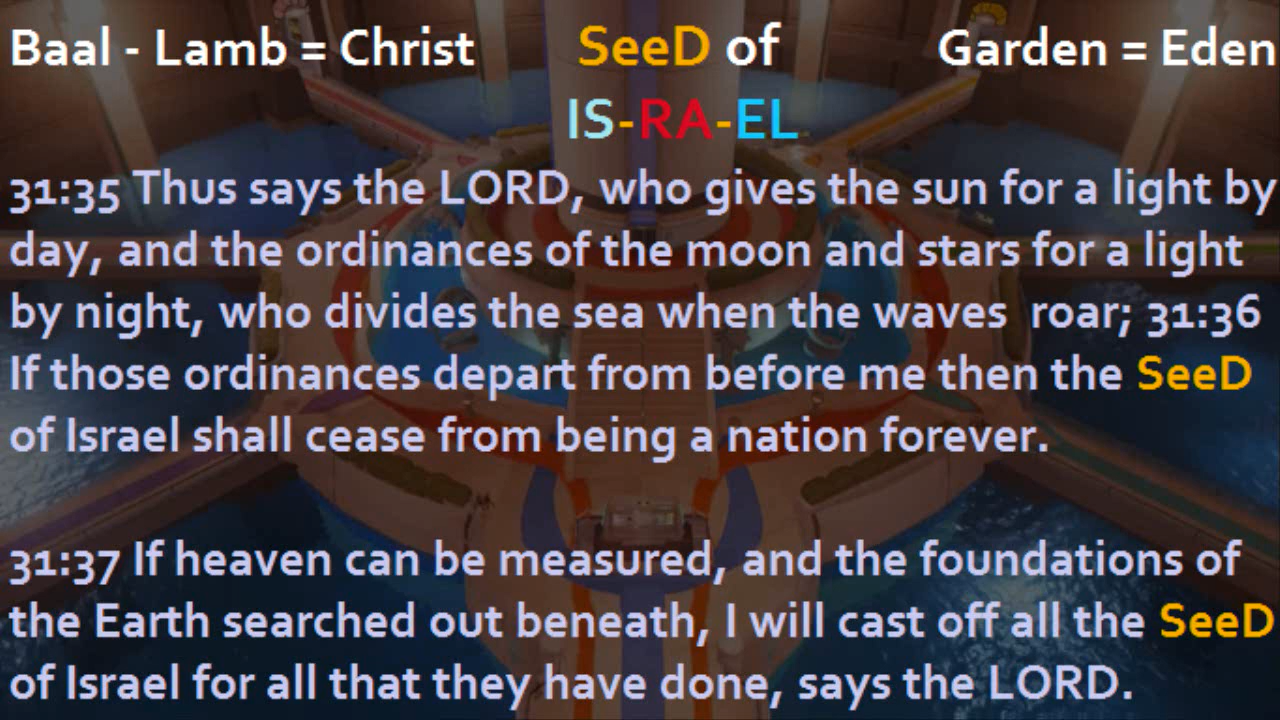 Baal - Lamb = Christ SeeD of Garden = Eden
IS-RA-EL
31:35 Thus says the LORD, who gives the sun for a light by
day, and the ordinances of the moon and stars for a light
by night, who divides the sea when the waves roar; 31:36
If those ordinances depart from before me then the SeeD
of Israel shall cease from being a nation forever.
31:37 If heaven can be measured, and the foundations of
the Earth searched out beneath, I will cast off all the SeeD
of Israel for all that they have done, says the LORD.